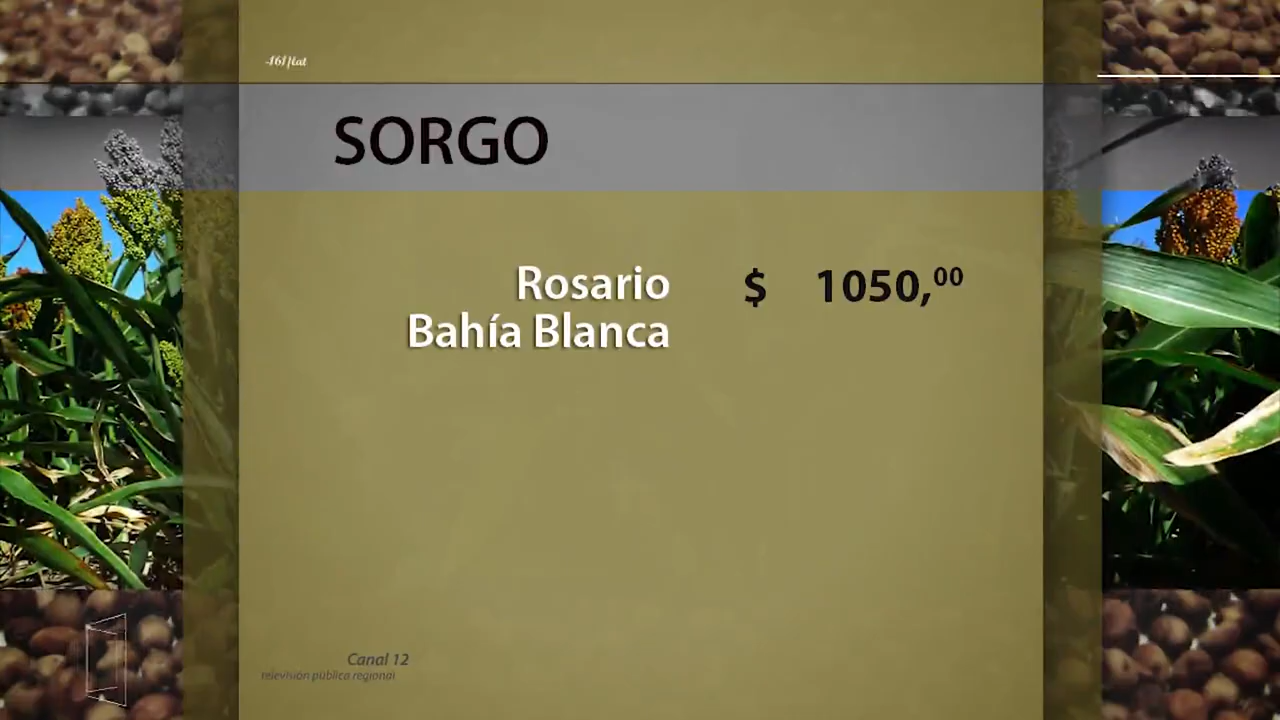 SORGO
Rosario $ 1050,00
Bahía Blanca
Canal 12
televisión pública regional